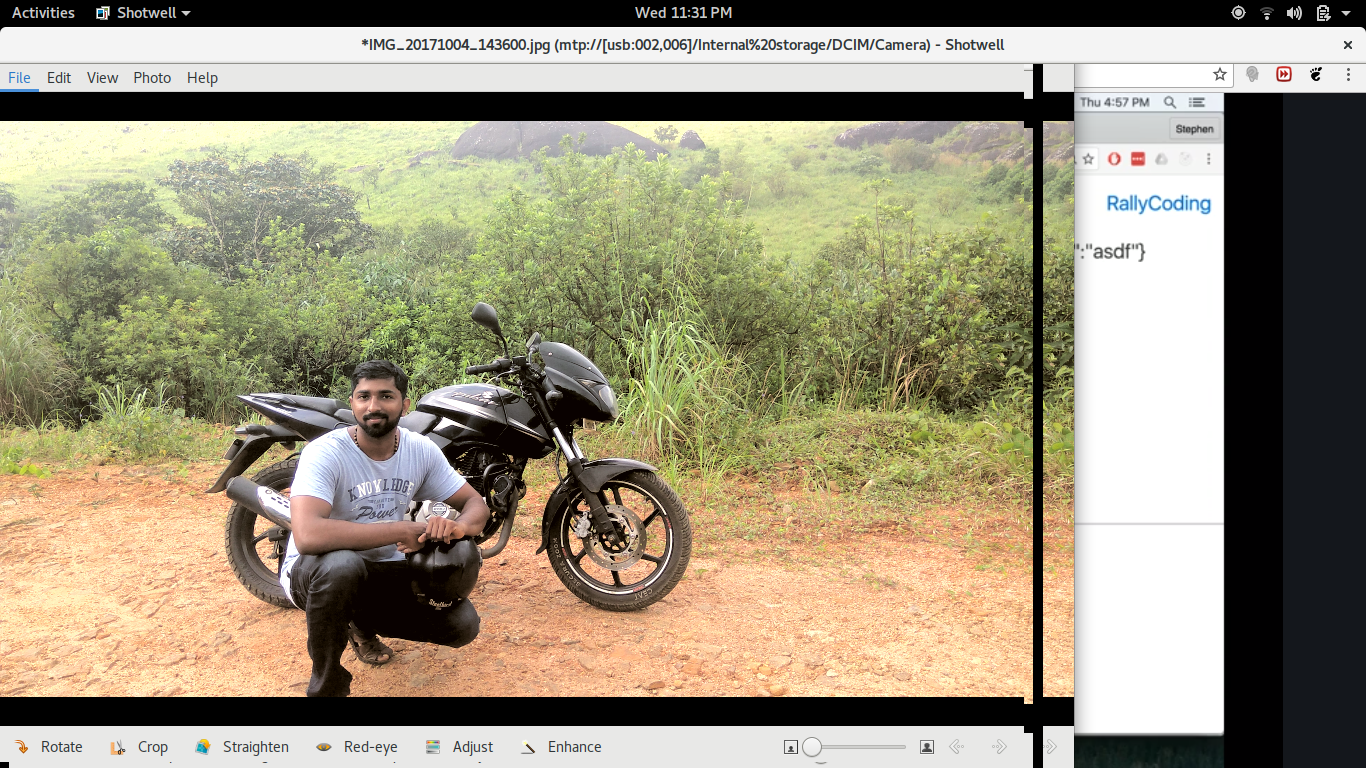 Activities Shotwell Wed 11:31 PM
*IMG_20171004_143600.jpg (mtp://[usb:002,006]/Internal%20storage/DCIM/Camera) - Shotwell
File Edit View Photo Help
Thu 4:57 PM
Stephen
RallyCoding
":"asdf"}
KNOWLEDGE
Power
CEAT
Rotate Crop Straighten Red-eye Adjust Enhance